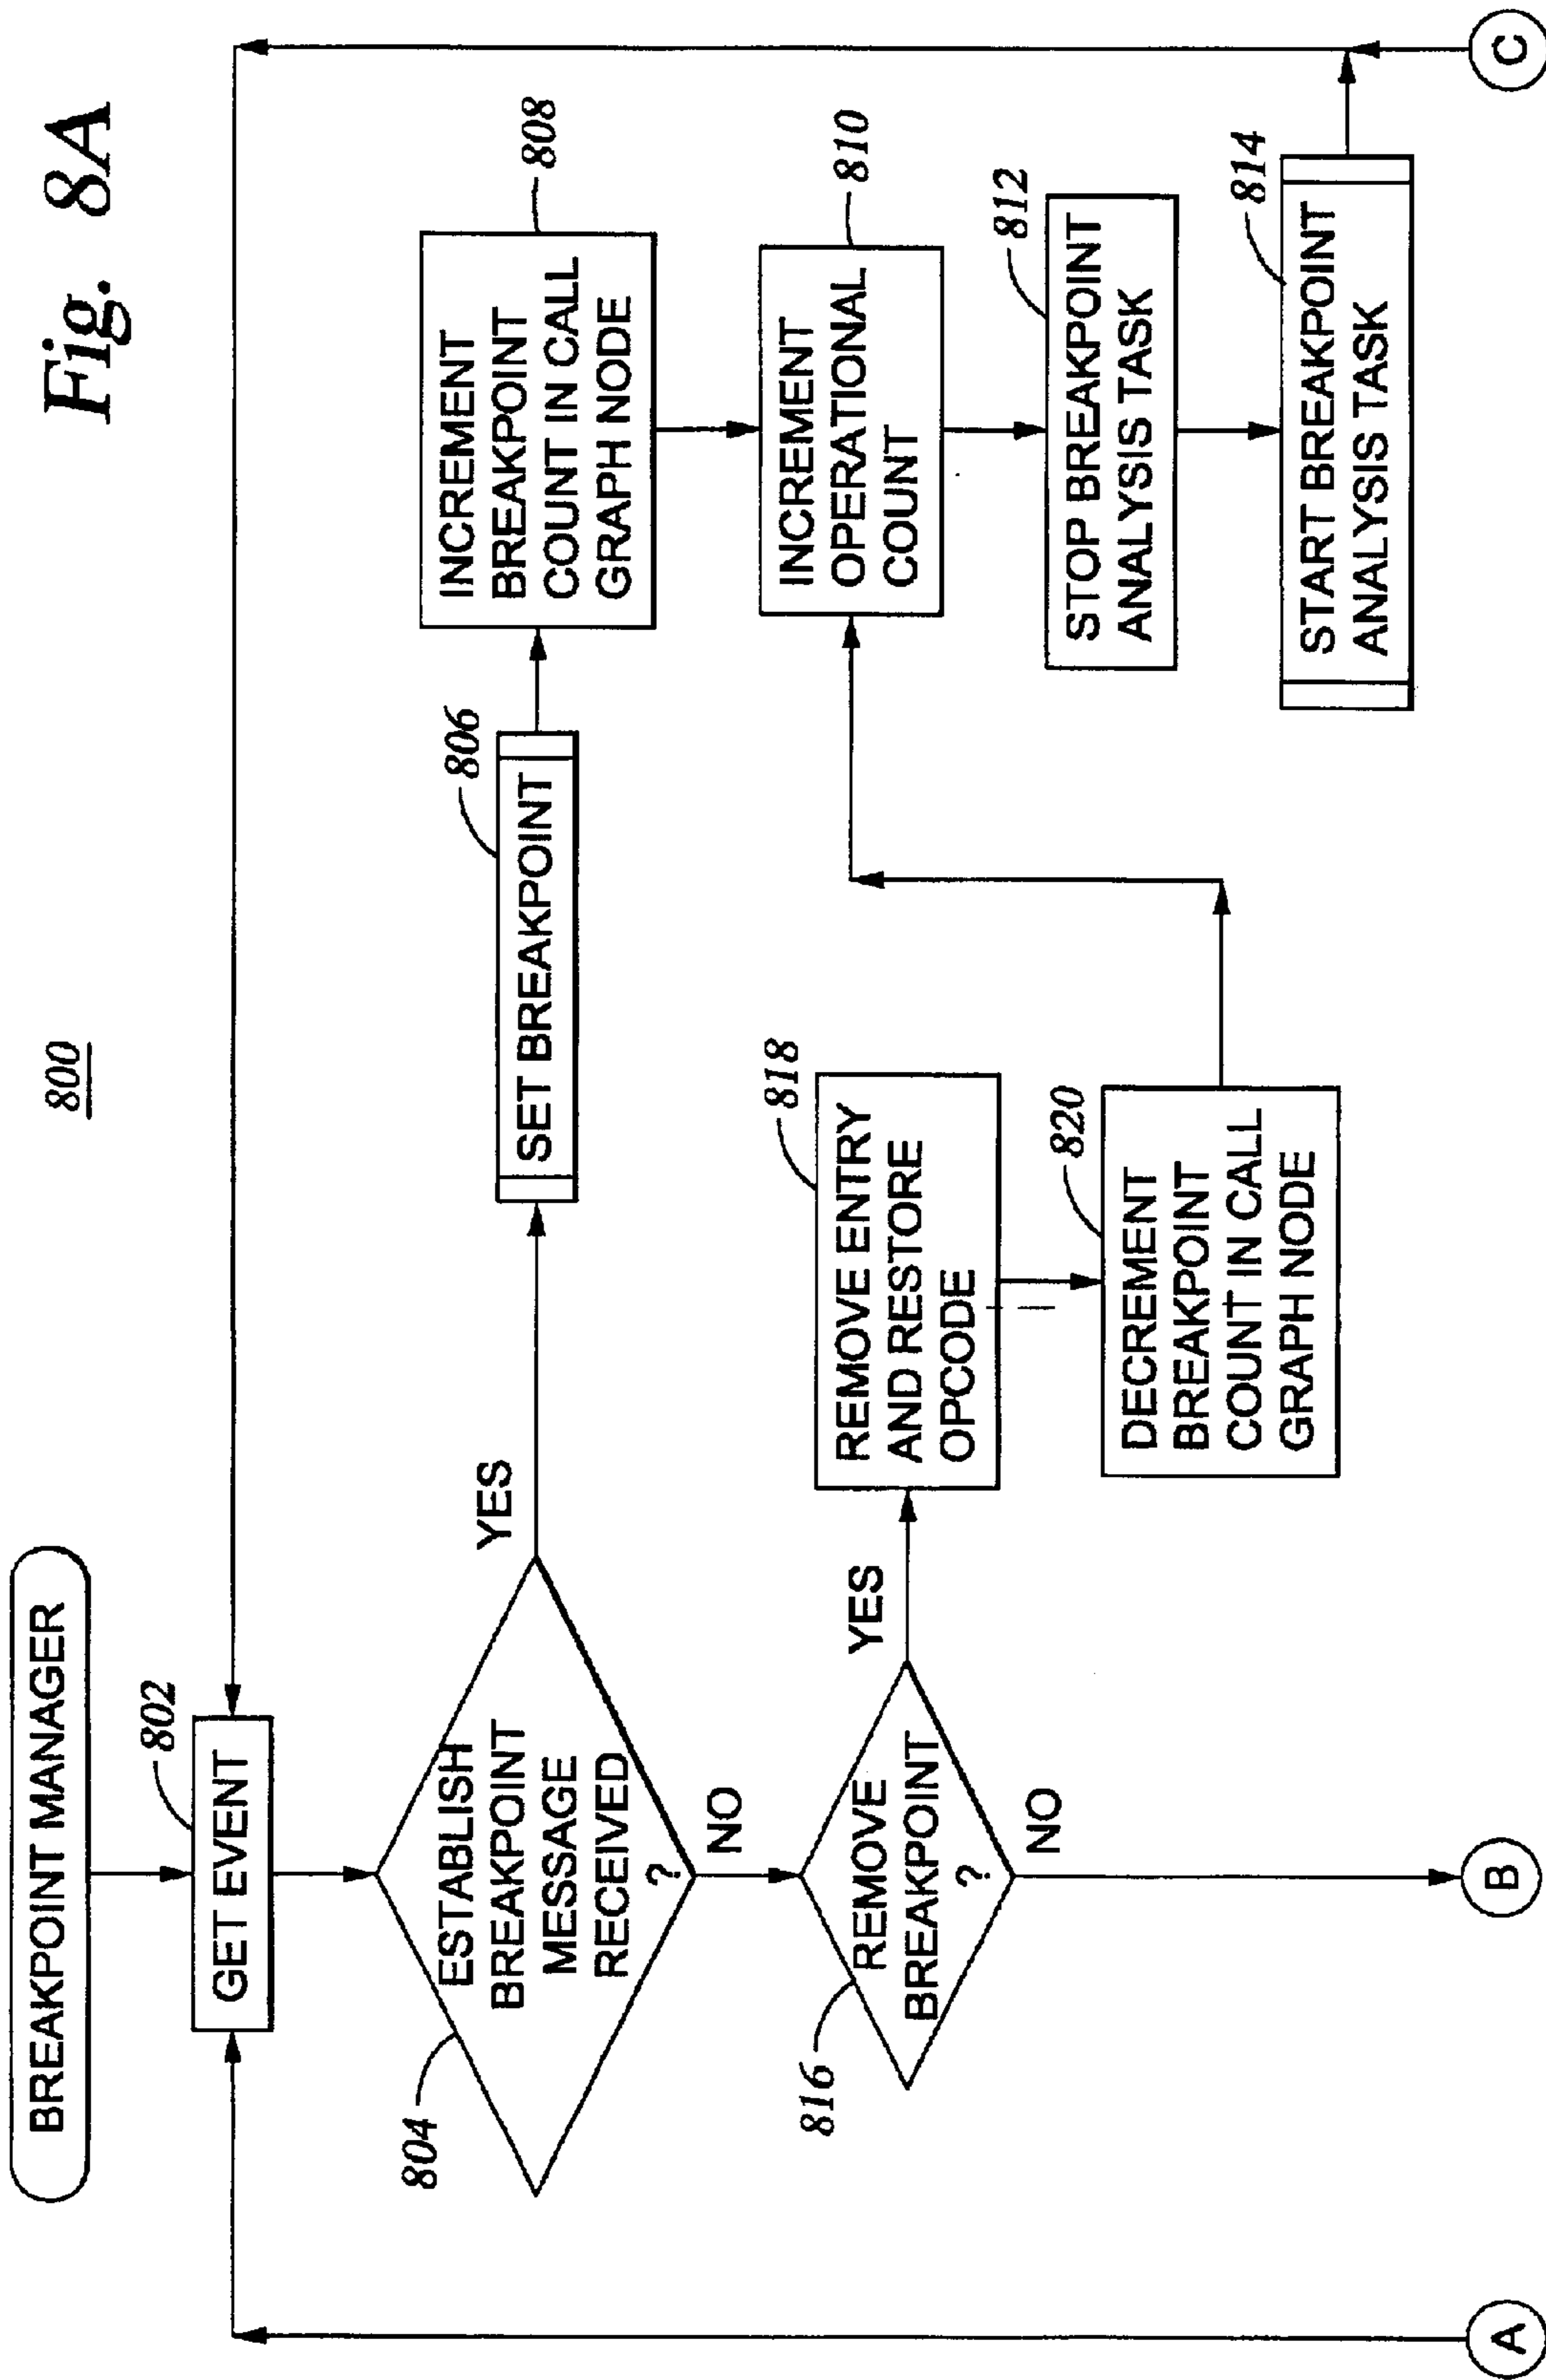 Fig. 8A
800
BREAKPOINT MANAGER
802
GET EVENT
804
ESTABLISH
BREAKPOINT
MESSAGE
RECEIVED
?
YES
NO
806
SET BREAKPOINT
808
INCREMENT
BREAKPOINT
COUNT IN CALL
GRAPH NODE
810
INCREMENT
OPERATIONAL
COUNT
812
STOP BREAKPOINT
ANALYSIS TASK
814
START BREAKPOINT
ANALYSIS TASK
816
REMOVE
BREAKPOINT
?
YES
NO
818
REMOVE ENTRY
AND RESTORE
OPCODE
820
DECREMENT
BREAKPOINT
COUNT IN CALL
GRAPH NODE
A
B
C